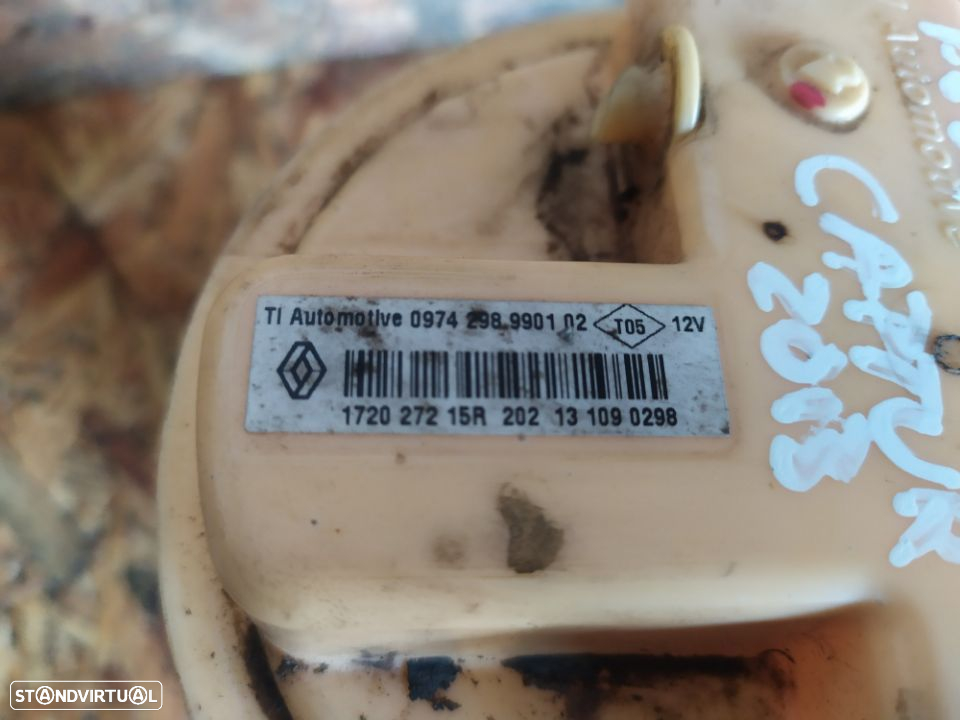 TI Automotive 0974 298 9901 02 T05 12V
1720 272 15R 202 13 109 0298
CAPTUR
2013
STANDVIRTUAL